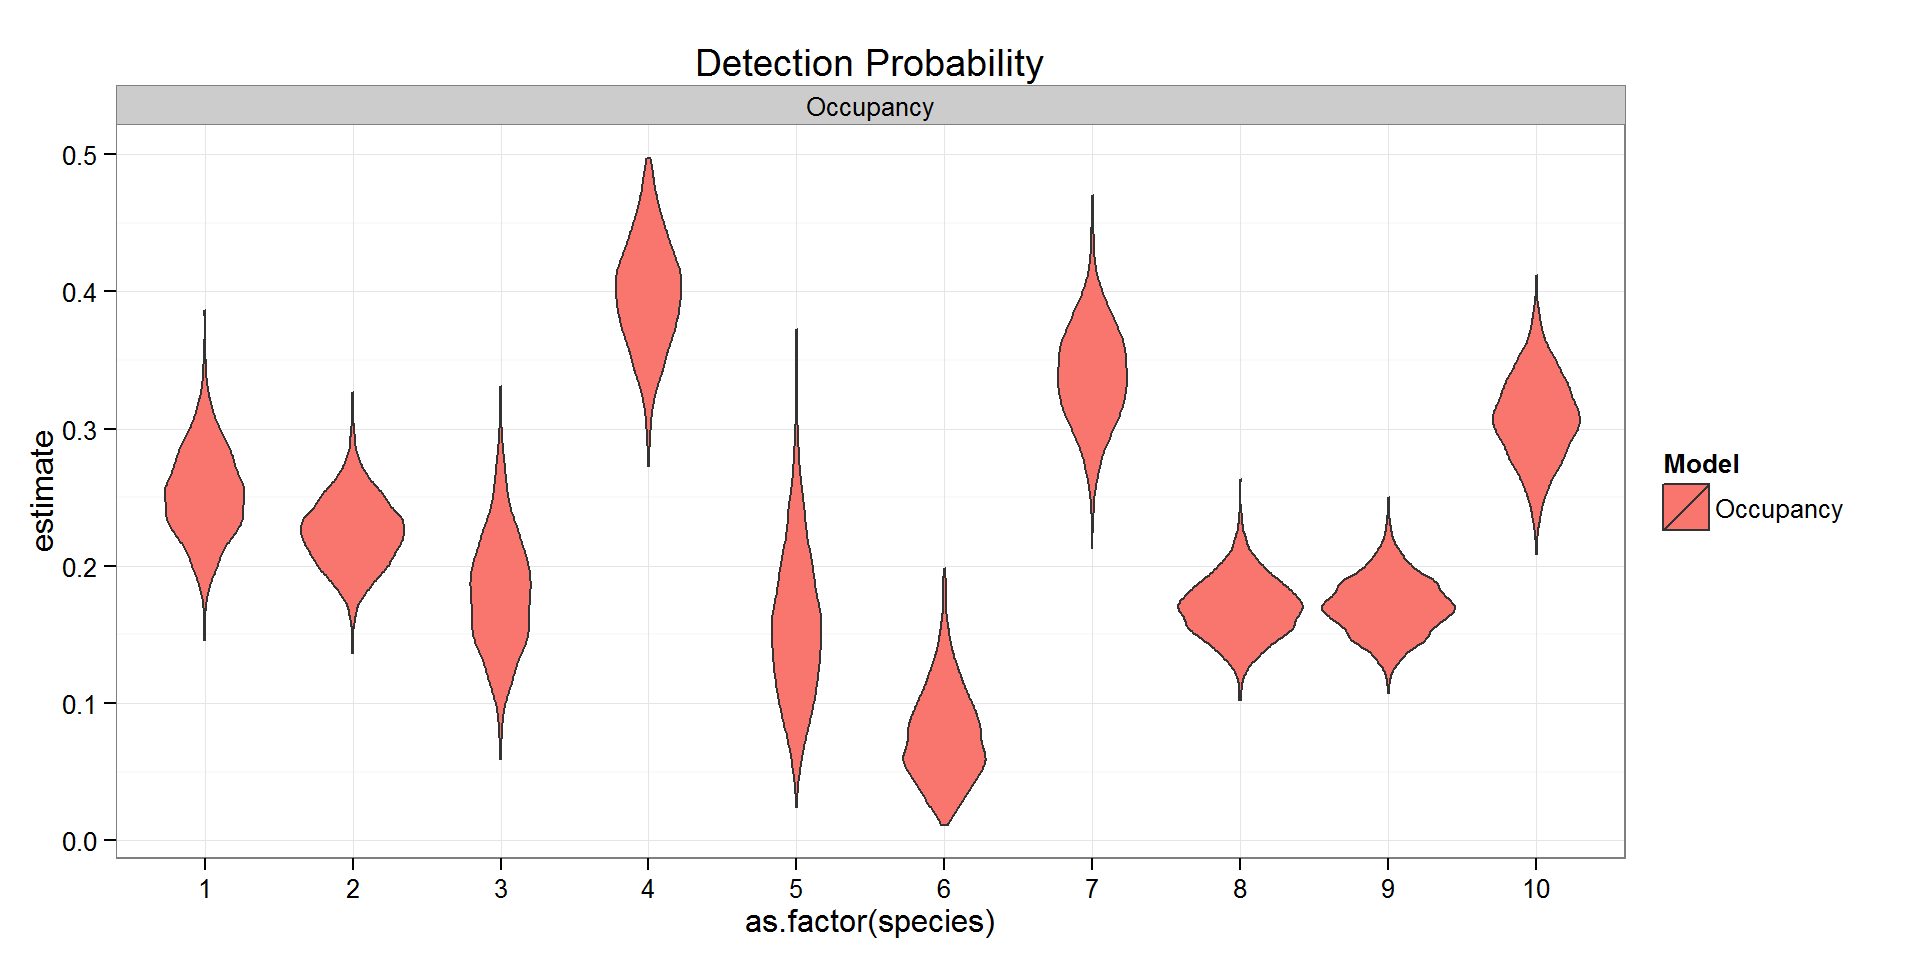 Detection Probability
Occupancy
0.5
0.4
0.3
0.2
0.1
0.0
estimate
1 2 3 4 5 6 7 8 9 10
as.factor(species)
Model
Occupancy